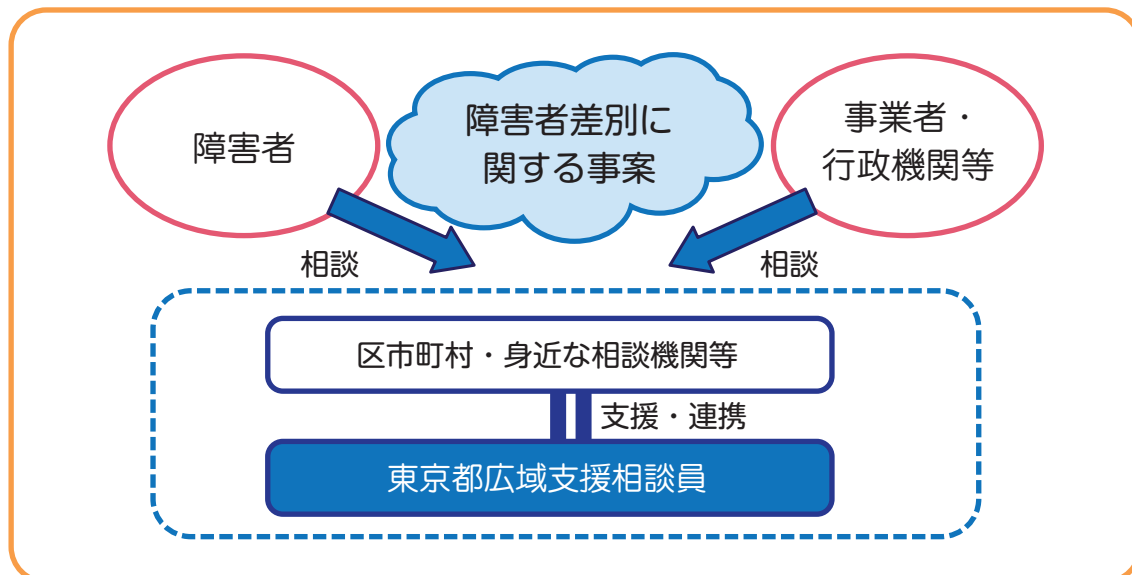 障害者
障害者差別に
関する事案
事業者・
行政機関等
相談
相談
区市町村・身近な相談機関等
支援・連携
東京都広域支援相談員